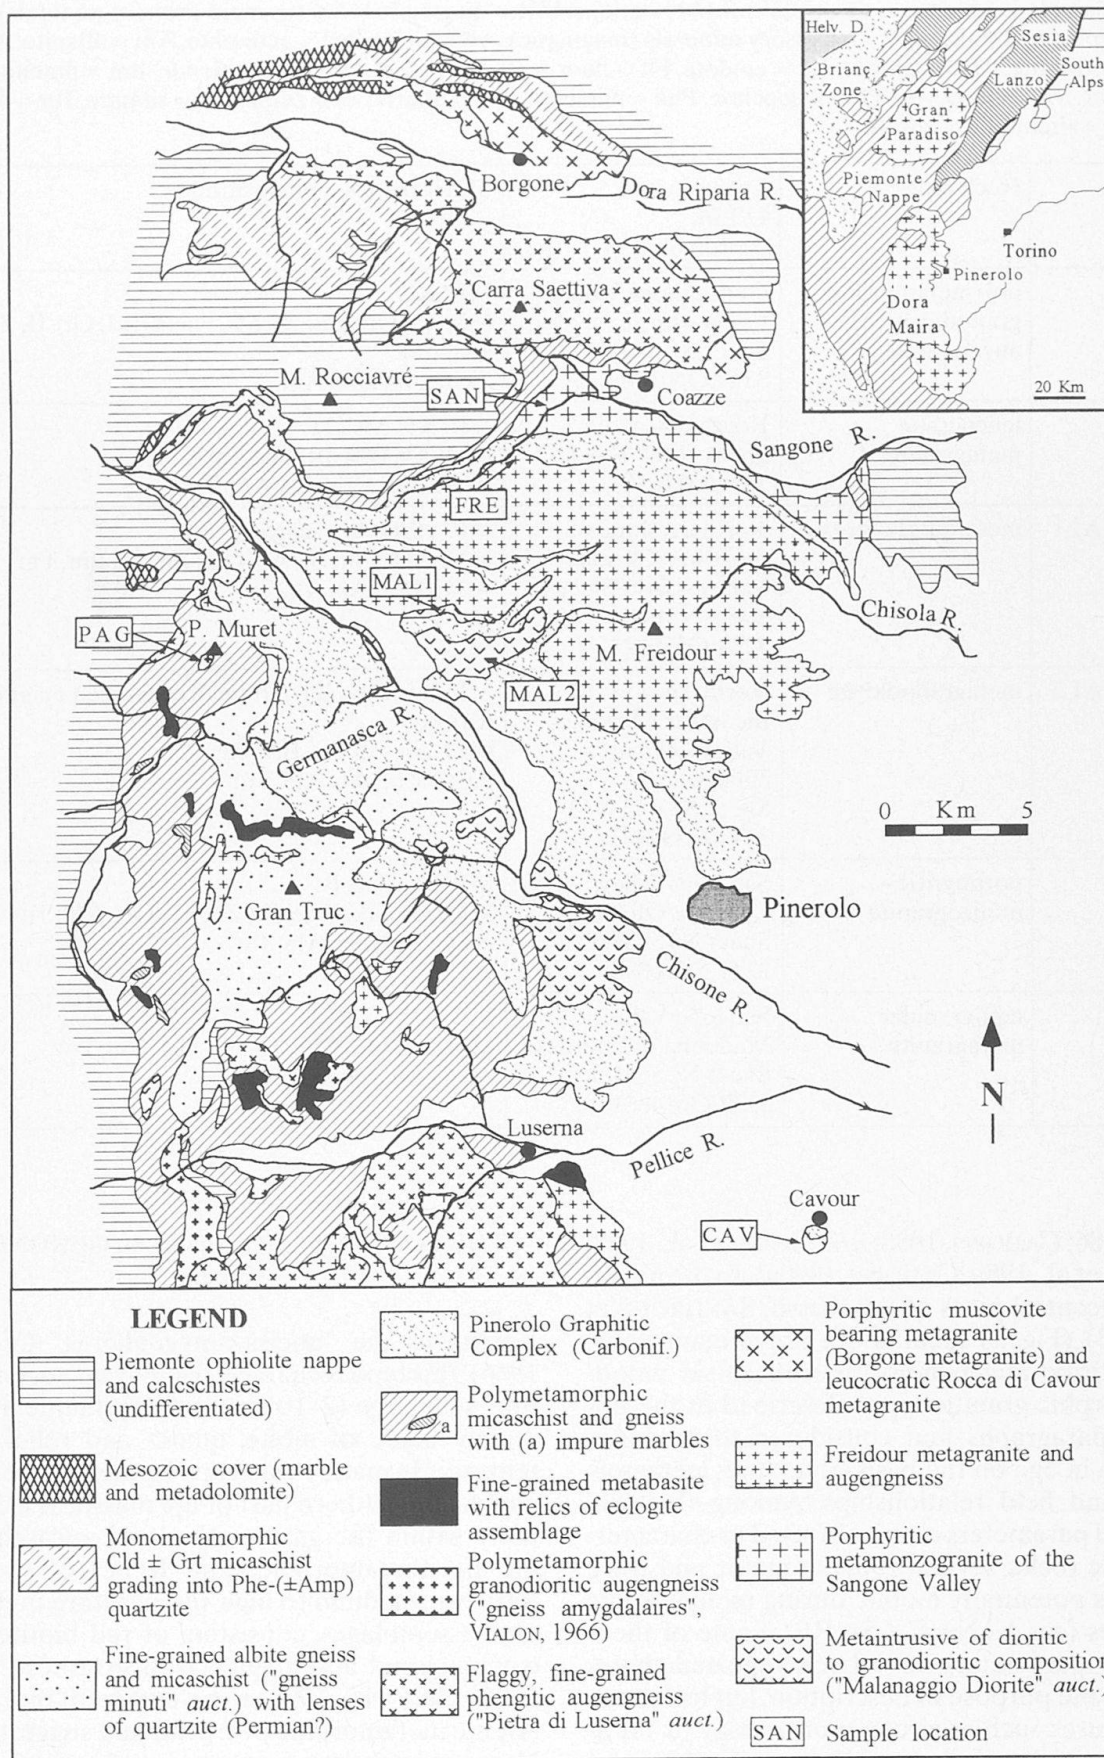 Helv. D.
Sesia
South
Alps
Brianç
Zone
Lanzo
Gran
Paradiso
Piemonte
Nappe
Torino
Pinerolo
Dora
Maira
20 Km
Borgone
Dora Riparia R.
Carra Saettiva
M. Rocciavré
SAN
Coazze
Sangone R.
FRE
MAL1
Chisola R.
PAG
P. Muret
M. Freidour
MAL2
Germanasca R.
0 Km 5
Gran Truc
Pinerolo
Chisone R.
N
Luserna
Pellice R.
Cavour
CAV
LEGEND
Piemonte ophiolite nappe
and calcschistes
(undifferentiated)
Mesozoic cover (marble
and metadolomite)
Monometamorphic
Cld ± Grt micaschist
grading into Phe-(±Amp)
quartzite
Fine-grained albite gneiss
and micaschist ("gneiss
minuti" auct.) with lenses
of quartzite (Permian?)
Pinerolo Graphitic
Complex (Carbonif.)
a
Polymetamorphic
micaschist and gneiss
with (a) impure marbles
Fine-grained metabasite
with relics of eclogite
assemblage
Polymetamorphic
granodioritic augengneiss
("gneiss amygdalaires",
VIALON, 1966)
Flaggy, fine-grained
phengitic augengneiss
("Pietra di Luserna" auct.)
Porphyritic muscovite
bearing metagranite
(Borgone metagranite) and
leucocratic Rocca di Cavour
metagranite
Freidour metagranite and
augengneiss
Porphyritic
metamonzogranite of the
Sangone Valley
Metaintrusive of dioritic
to granodioritic composition
("Malanaggio Diorite" auct.)
SAN
Sample location